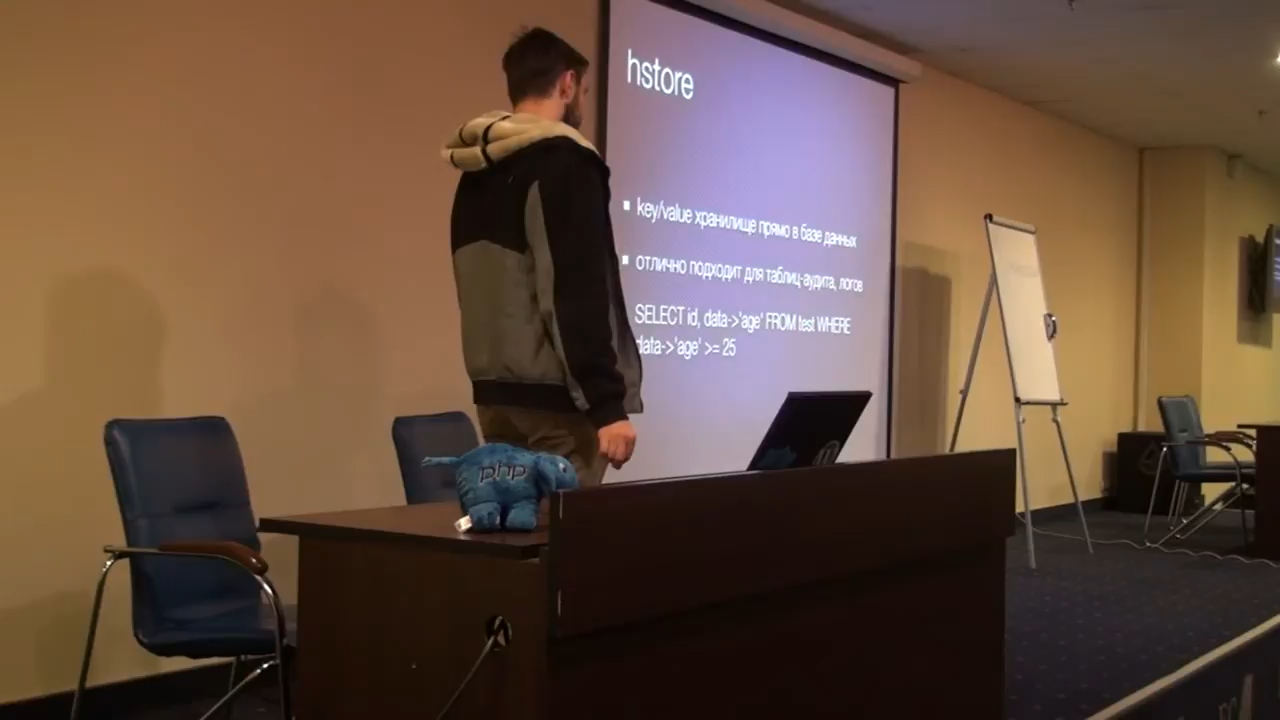 hstore
key/value хранилище прямо в базе данных
отлично подходит для таблиц-аудита, логов
SELECT id, data->'age' FROM test WHERE
data->'age' >= 25
php